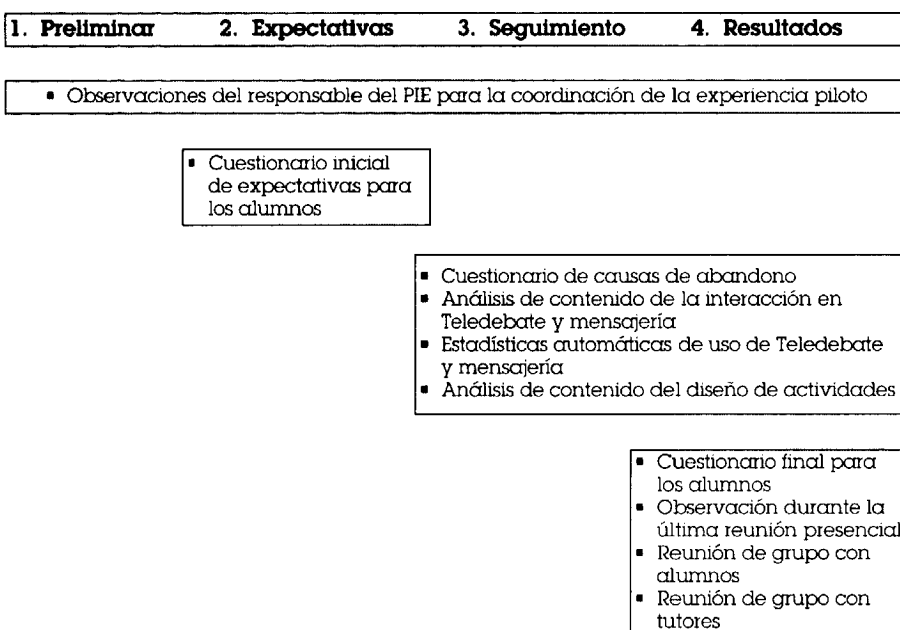 1. Preliminar 2. Expectativas 3. Seguimiento 4. Resultados
▪ Observaciones del responsable del PIE para la coordinación de la experiencia piloto
▪ Cuestionario inicial
de expectativas para
los alumnos
▪ Cuestionario de causas de abandono
▪ Análisis de contenido de la interacción en
Teledebate y mensajería
▪ Estadísticas automáticas de uso de Teledebate
y mensajería
▪ Análisis de contenido del diseño de actividades
▪ Cuestionario final para
los alumnos
▪ Observación durante la
última reunión presencial
▪ Reunión de grupo con
alumnos
▪ Reunión de grupo con
tutores